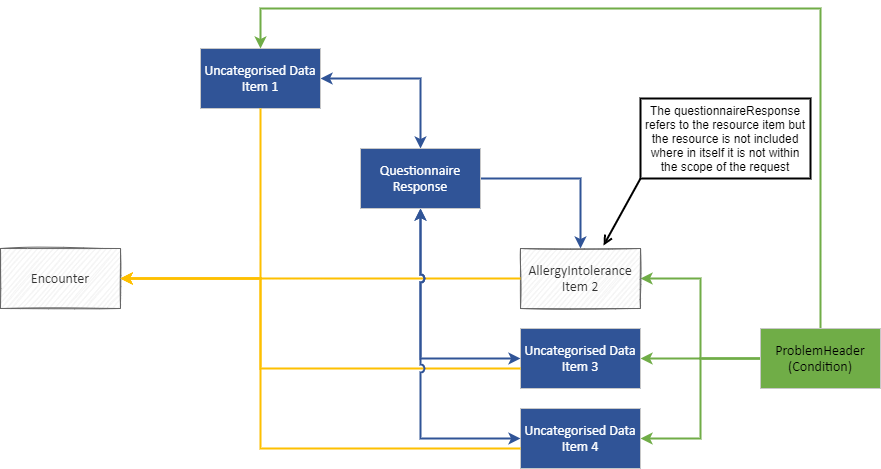 Uncategorised Data
Item 1
The questionnaireResponse
refers to the resource item but
the resource is not included
where in itself it is not within
the scope of the request
Questionnaire
Response
Encounter
AllergyIntolerance
Item 2
Uncategorised Data
Item 3
ProblemHeader
(Condition)
Uncategorised Data
Item 4